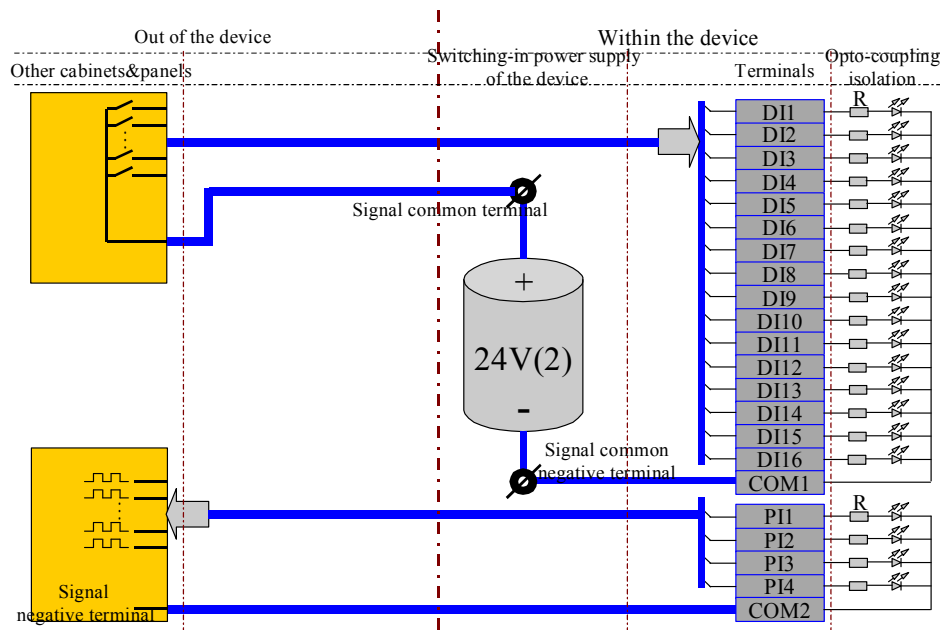 Out of the device
Within the device
Other cabinets&panels
Switching-in power supply
of the device
Terminals
Opto-coupling
isolation
R
DI1
DI2
DI3
DI4
DI5
DI6
DI7
DI8
DI9
DI10
DI11
DI12
DI13
DI14
DI15
DI16
COM1
Signal common terminal
+
24V(2)
-
Signal common
negative terminal
R
PI1
PI2
PI3
PI4
COM2
Signal
negative terminal